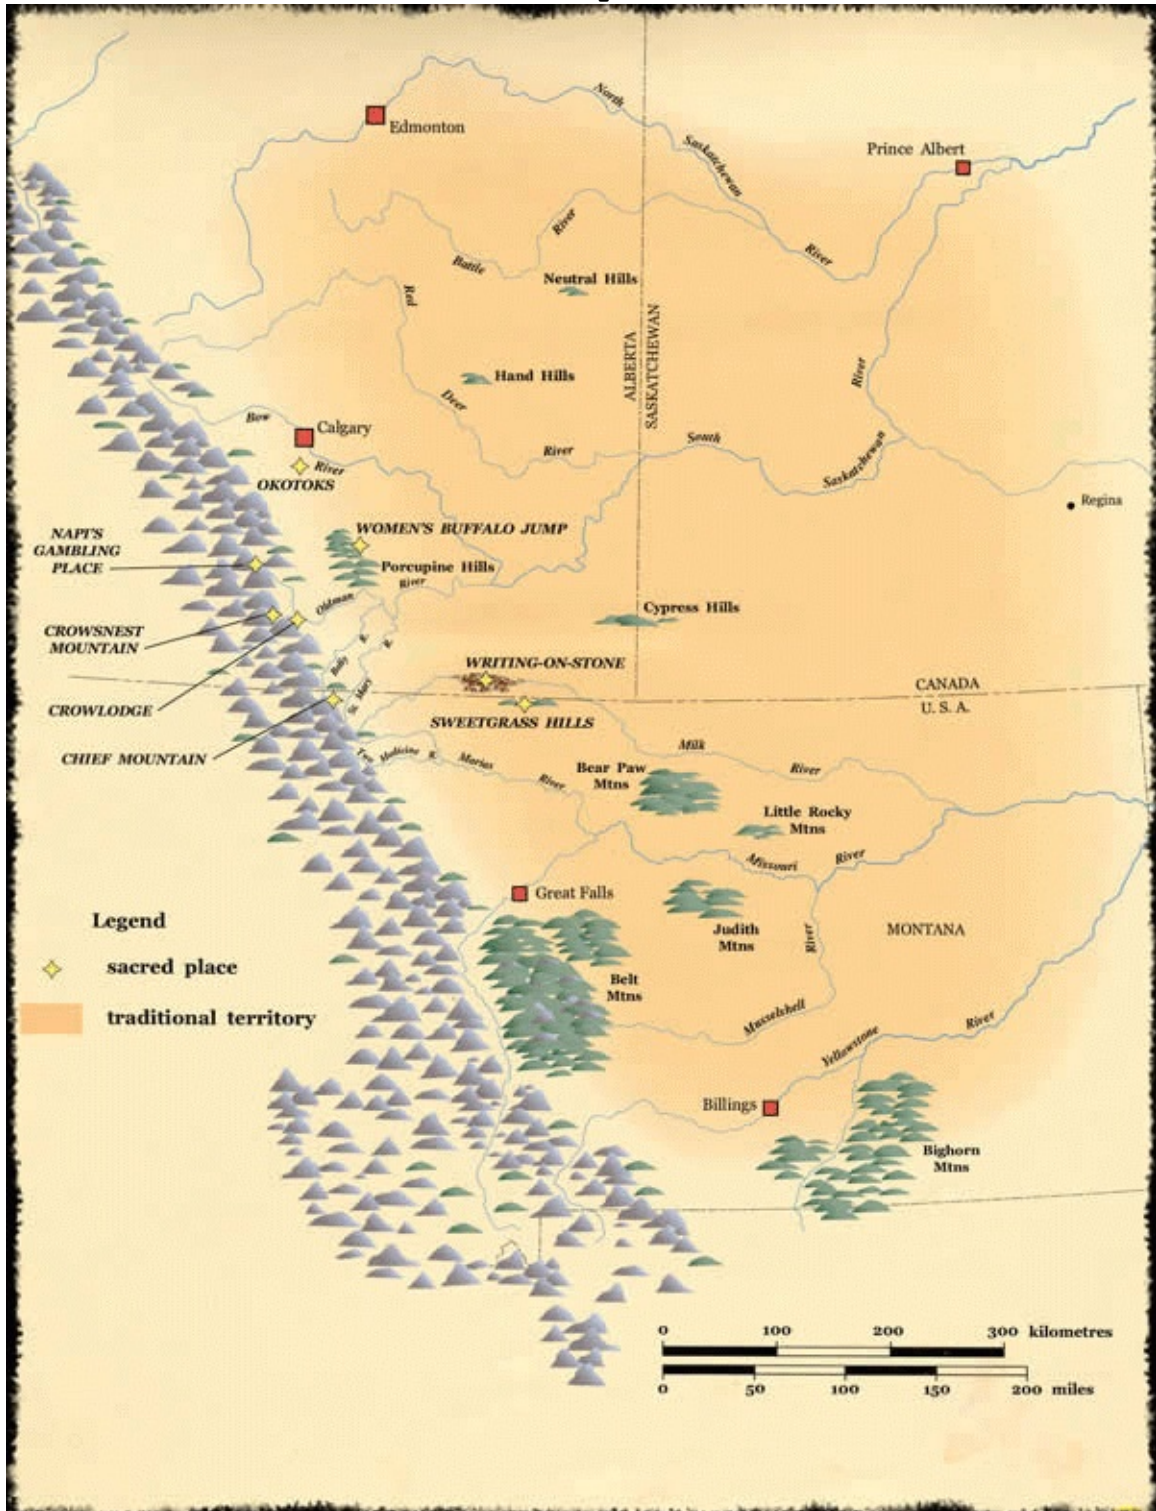 North
Edmonton
Saskatchewan
Prince Albert
River
River
Battle
Neutral Hills
Red
ALBERTA
SASKATCHEWAN
Hand Hills
River
Deer
Bow
Calgary
River
South
Saskatchewan
River
OKOTOKS
Regina
NAPI'S
GAMBLING
PLACE
WOMEN'S BUFFALO JUMP
Porcupine Hills
River
Oldman
Cypress Hills
CROWSNEST
MOUNTAIN
R.
R.
Belly
WRITING-ON-STONE
St. Mary
CANADA
U. S. A.
CROWLODGE
SWEETGRASS HILLS
CHIEF MOUNTAIN
Two Medicine R.
Marias
River
Milk
River
Bear Paw
Mtns
Little Rocky
Mtns
Missouri
River
Great Falls
Legend
Judith
Mtns
River
MONTANA
sacred place
Belt
Mtns
traditional territory
Musselshell
Yellowstone
River
Billings
Bighorn
Mtns
0 100 200 300 kilometres
0 50 100 150 200 miles